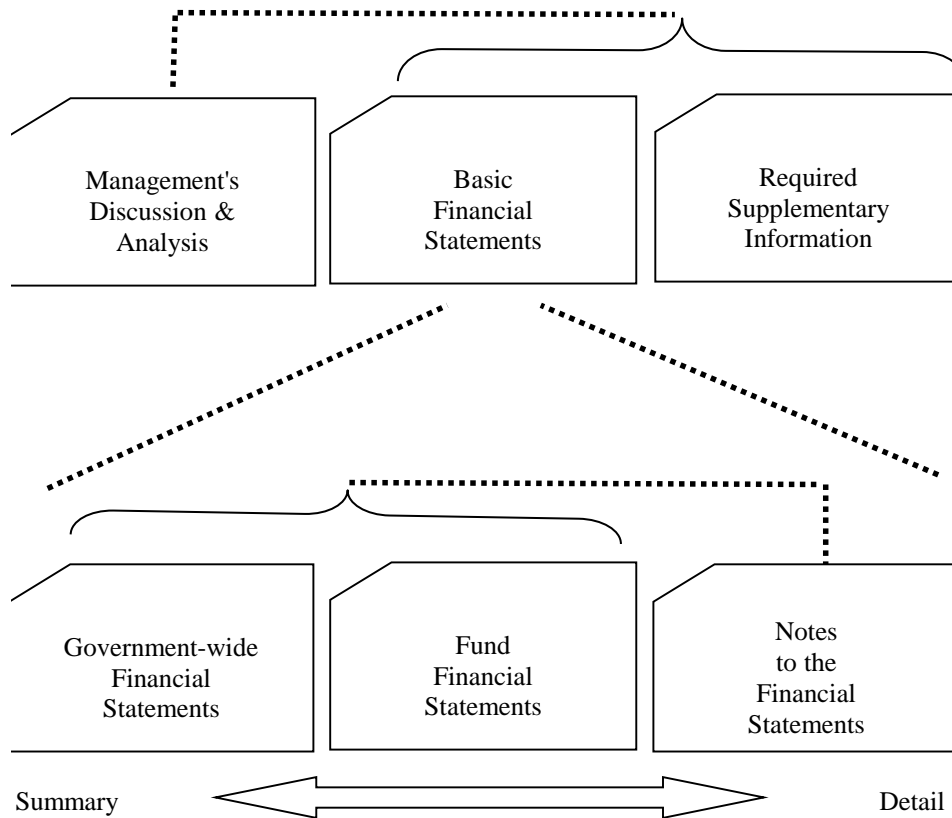 Management's
Discussion &
Analysis
Basic
Financial
Statements
Required
Supplementary
Information
Government-wide
Financial
Statements
Fund
Financial
Statements
Notes
to the
Financial
Statements
Summary
Detail